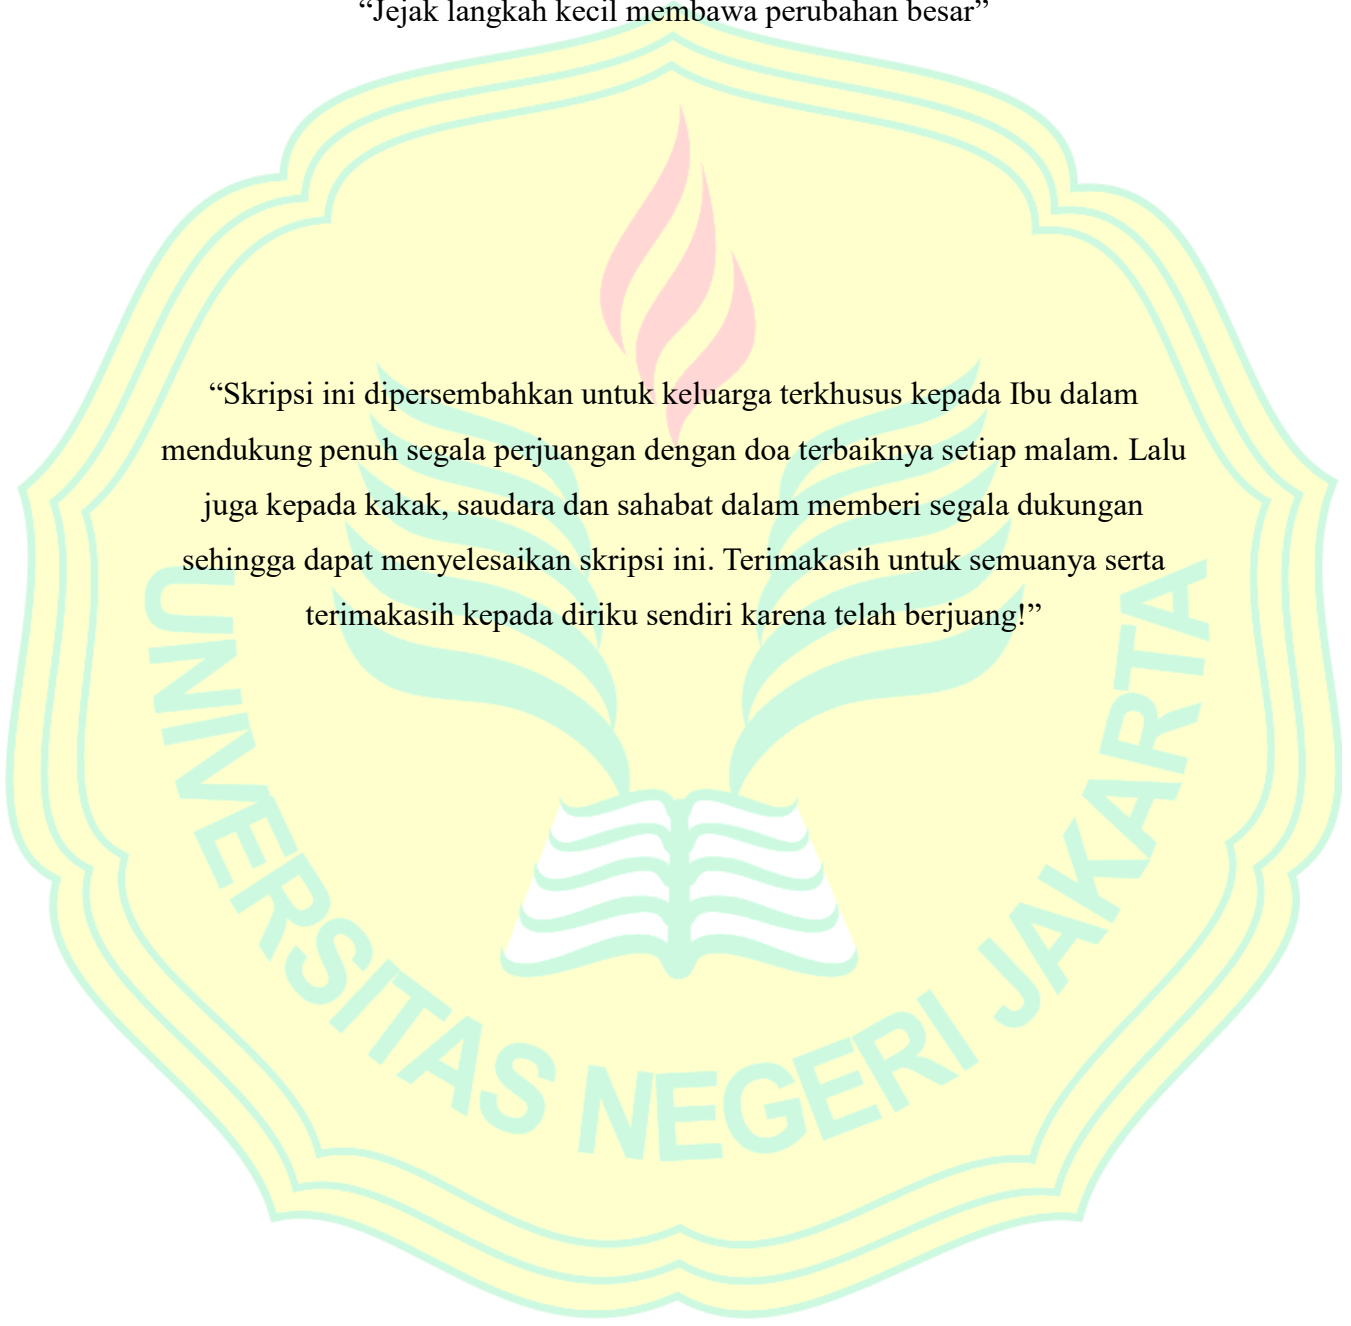 “Jejak langkah kecil membawa perubahan besar”
“Skripsi ini dipersembahkan untuk keluarga terkhusus kepada Ibu dalam
mendukung penuh segala perjuangan dengan doa terbaiknya setiap malam. Lalu
juga kepada kakak, saudara dan sahabat dalam memberi segala dukungan
sehingga dapat menyelesaikan skripsi ini. Terimakasih untuk semuanya serta
terimakasih kepada diriku sendiri karena telah berjuang!”
UNIVERSITAS NEGERI JAKARTA